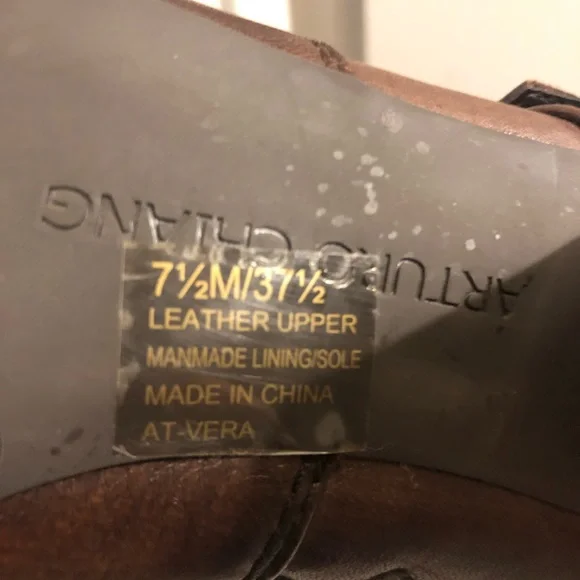 ARTURO CHIANG
7½M/37½
LEATHER UPPER
MANMADE LINING/SOLE
MADE IN CHINA
AT-VERA